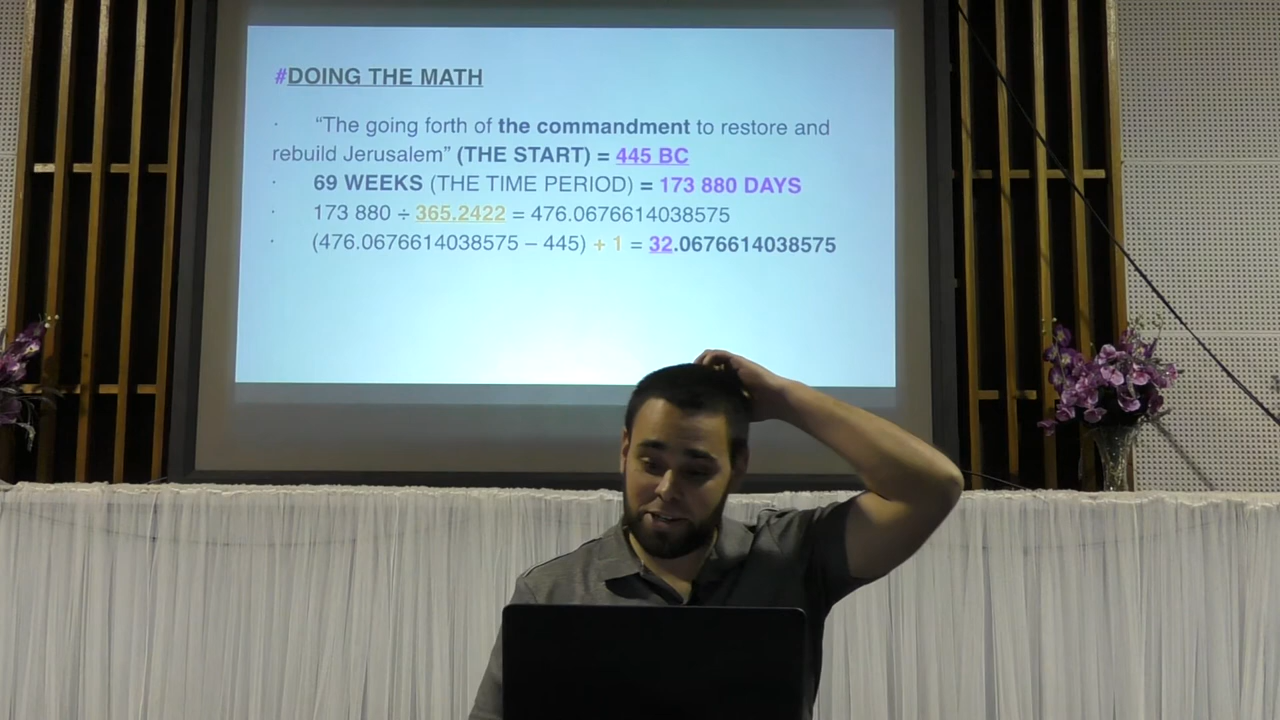 #DOING THE MATH
· “The going forth of the commandment to restore and
rebuild Jerusalem” (THE START) = 445 BC
· 69 WEEKS (THE TIME PERIOD) = 173 880 DAYS
· 173 880 ÷ 365.2422 = 476.0676614038575
· (476.0676614038575 – 445) + 1 = 32.0676614038575